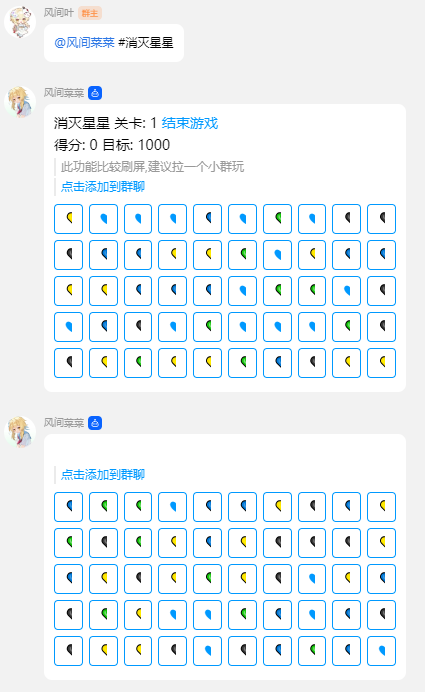 风间叶 群主
@风间菜菜 #消灭星星
风间菜菜
消灭星星 关卡: 1 结束游戏
得分: 0 目标: 1000
此功能比较刷屏,建议拉一个小群玩
点击添加到群聊
风间菜菜
点击添加到群聊